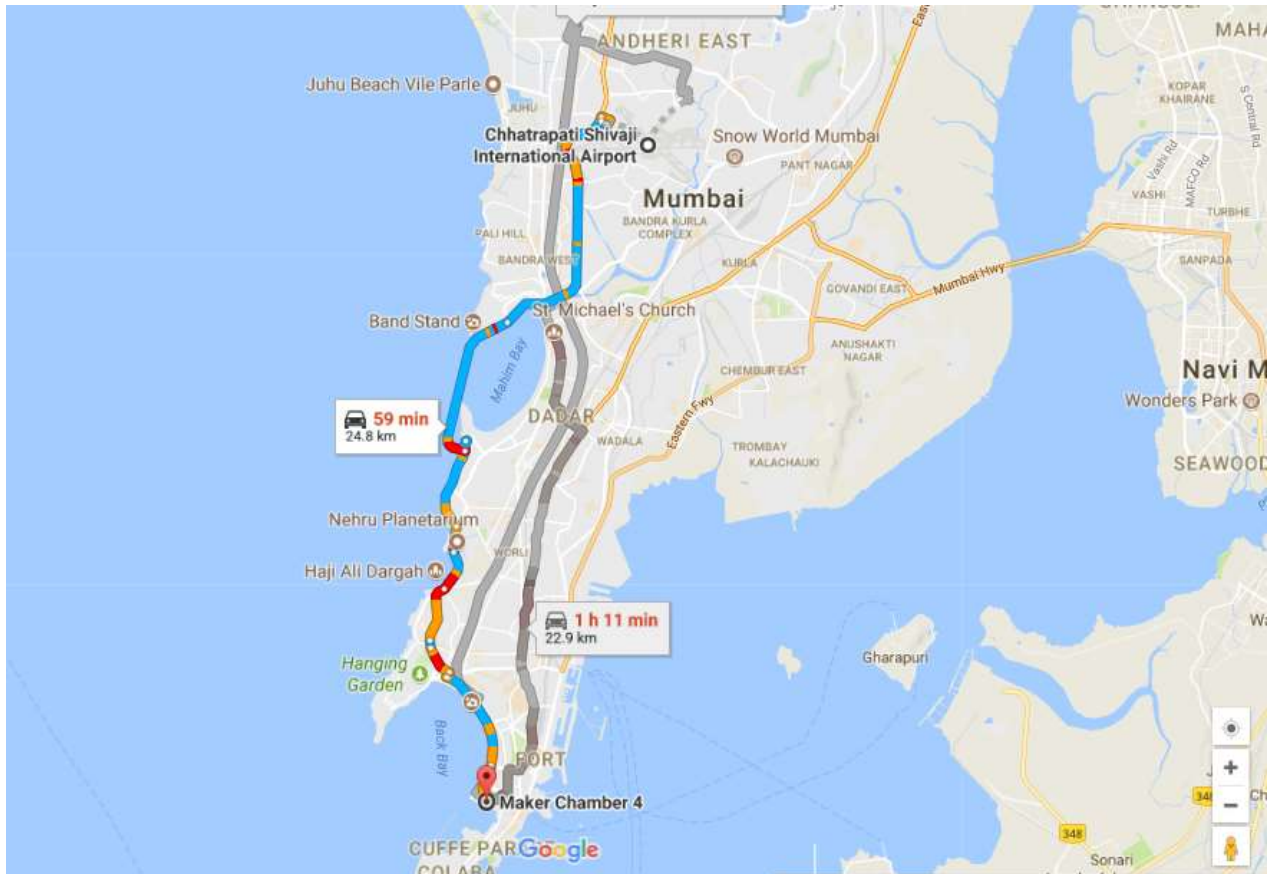 ANDHERI EAST
MAHA
KOPAR
KHAIRANE
S Central Rd
Juhu Beach Vile Parle
JUHU
Chhatrapati Shivaji
International Airport
Snow World Mumbai
PANT NAGAR
Vashi Rd
MAFCO Rd
VASHI
TURBHE
Mumbai
BANDRA KURLA
COMPLEX
PALI HILL
BANDRA WEST
KURLA
SANPADA
Mumbai Hwy
GOVANDI EAST
St. Michael's Church
Band Stand
ANUSHAKTI
NAGAR
Mahim Bay
CHEMBUR EAST
Navi M
Wonders Park
59 min
24.8 km
DADAR
WADALA
Eastern Fwy
TROMBAY
KALACHAUKI
SEAWOOD
Nehru Planetarium
WORLI
Haji Ali Dargah
1 h 11 min
22.9 km
Gharapuri
Hanging
Garden
Back Bay
FORT
Maker Chamber 4
348
348
Sonari
CUFFE PAR
Google
COLABA